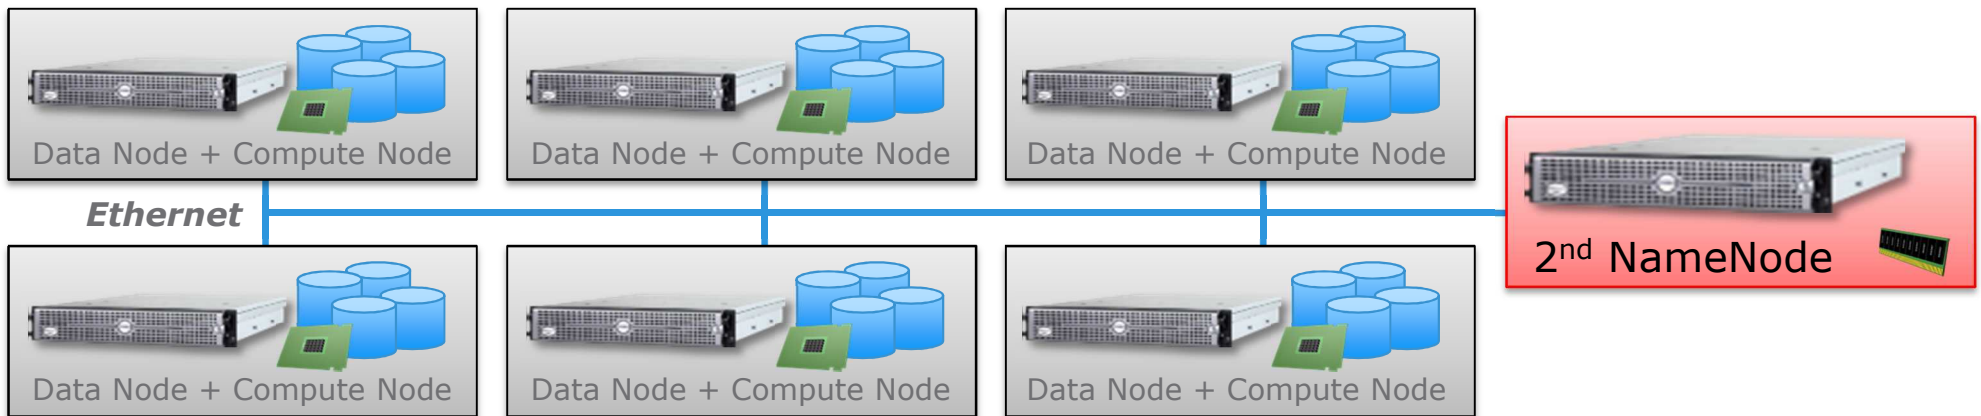 Data Node + Compute Node
Data Node + Compute Node
Data Node + Compute Node
Ethernet
2nd NameNode
Data Node + Compute Node
Data Node + Compute Node
Data Node + Compute Node